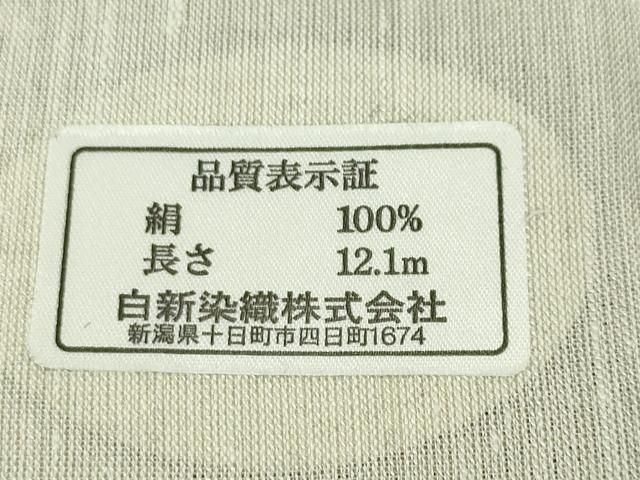 品質表示証
絹 100%
長さ 12.1m
白新染織株式会社
新潟県十日町市四日町1674